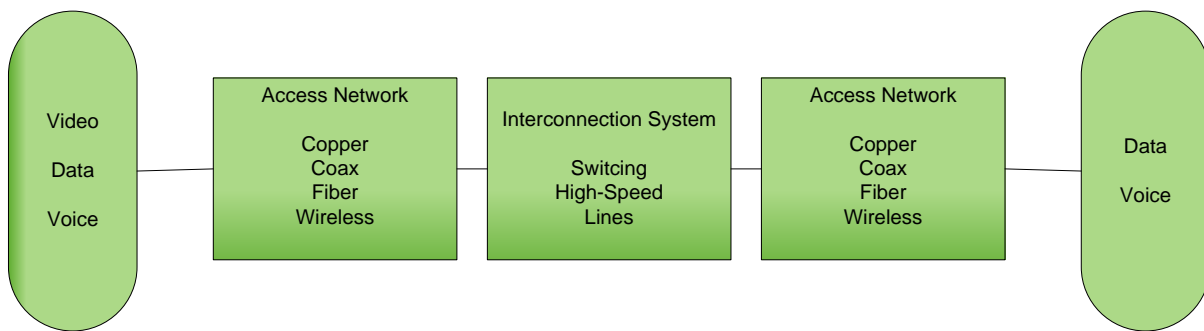 Video
Data
Voice
Access Network
Copper
Coax
Fiber
Wireless
Interconnection System
Switcing
High-Speed
Lines
Access Network
Copper
Coax
Fiber
Wireless
Data
Voice